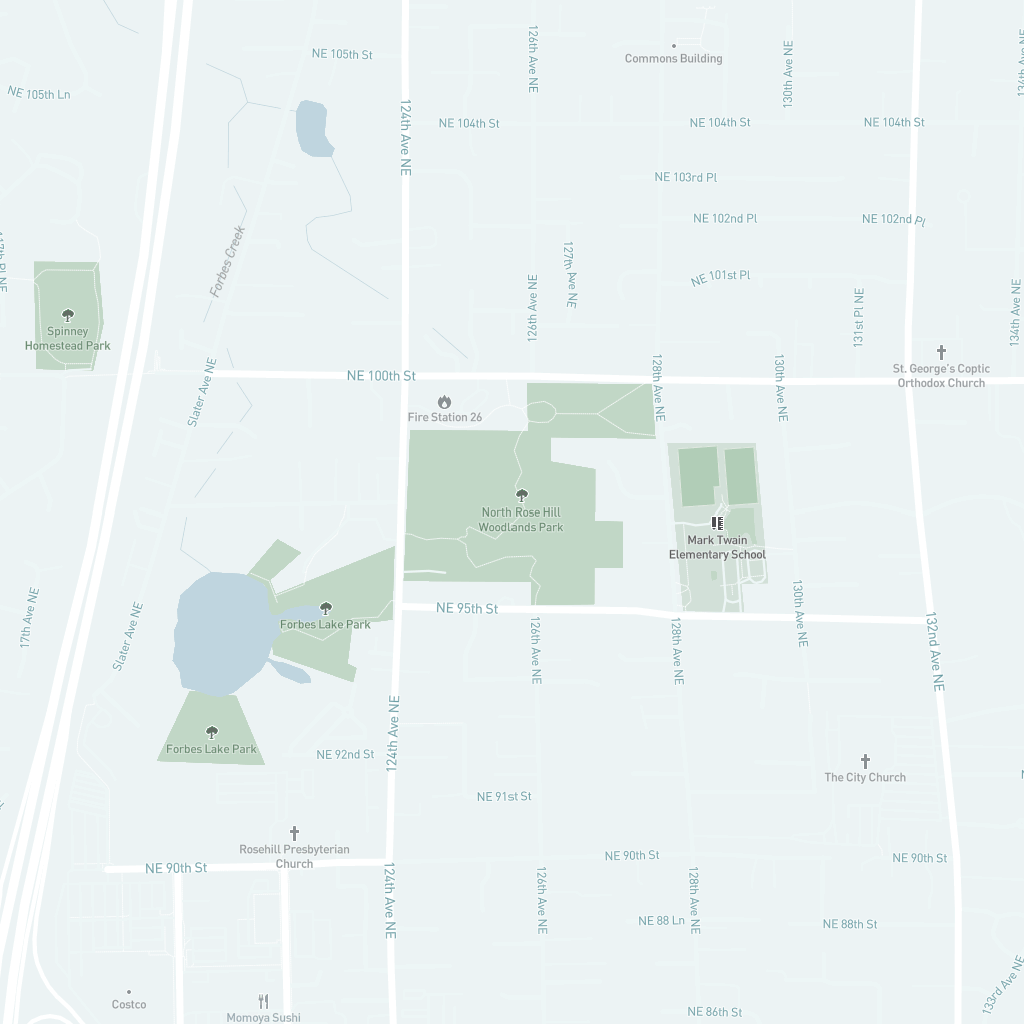 NE 105th St
126th Ave NE
Commons Building
130th Ave NE
134th Ave NE
NE 105th Ln
124th Ave NE
NE 104th St
NE 104th St
NE 104th St
NE 103rd Pl
NE 102nd Pl
NE 102nd Pl
117th Pl NE
Forbes Creek
127th Ave NE
NE 101st Pl
126th Ave NE
131st Pl NE
134th Ave NE
Spinney
Homestead Park
Slater Ave NE
NE 100th St
128th Ave NE
130th Ave NE
St. George's Coptic
Orthodox Church
Fire Station 26
North Rose Hill
Woodlands Park
Mark Twain
Elementary School
17th Ave NE
Slater Ave NE
Forbes Lake Park
NE 95th St
126th Ave NE
128th Ave NE
130th Ave NE
132nd Ave NE
Forbes Lake Park
NE 92nd St
124th Ave NE
The City Church
NE 91st St
Rosehill Presbyterian
Church
NE 90th St
NE 90th St
NE 90th St
124th Ave NE
126th Ave NE
128th Ave NE
NE 88 Ln
NE 88th St
Costco
Momoya Sushi
NE 86th St
133rd Ave NE